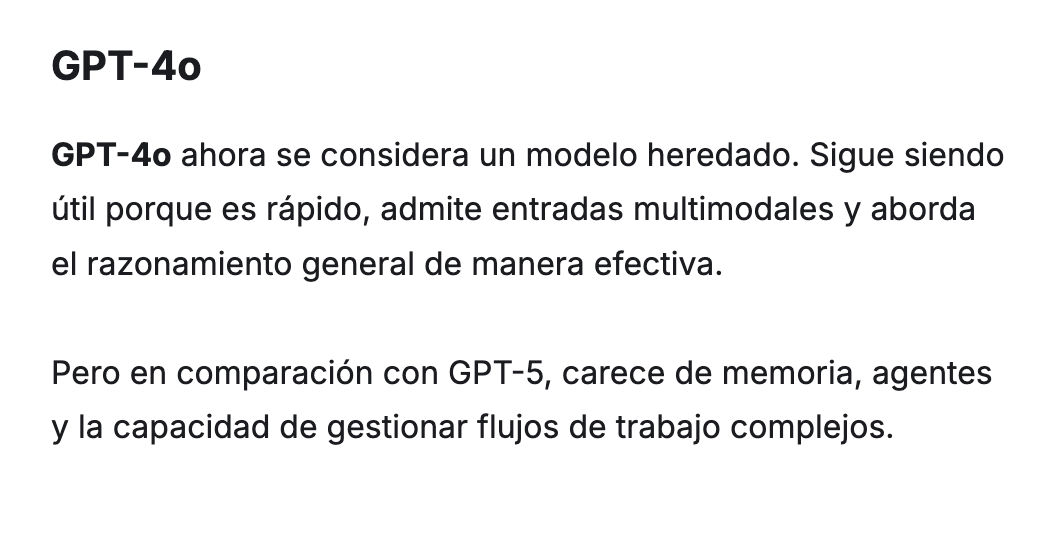 GPT-4o
GPT-4o ahora se considera un modelo heredado. Sigue siendo
útil porque es rápido, admite entradas multimodales y aborda
el razonamiento general de manera efectiva.
Pero en comparación con GPT-5, carece de memoria, agentes
y la capacidad de gestionar flujos de trabajo complejos.